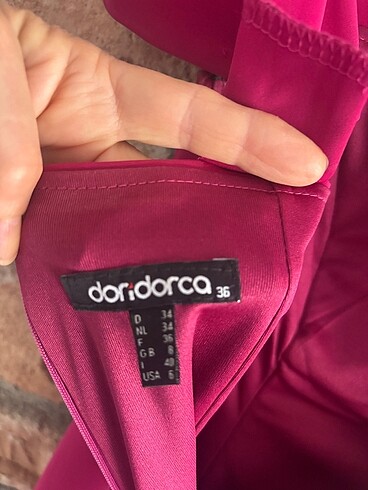 doridorca 36
D 34
NL 34
F 36
GB 8
I 40
USA 6